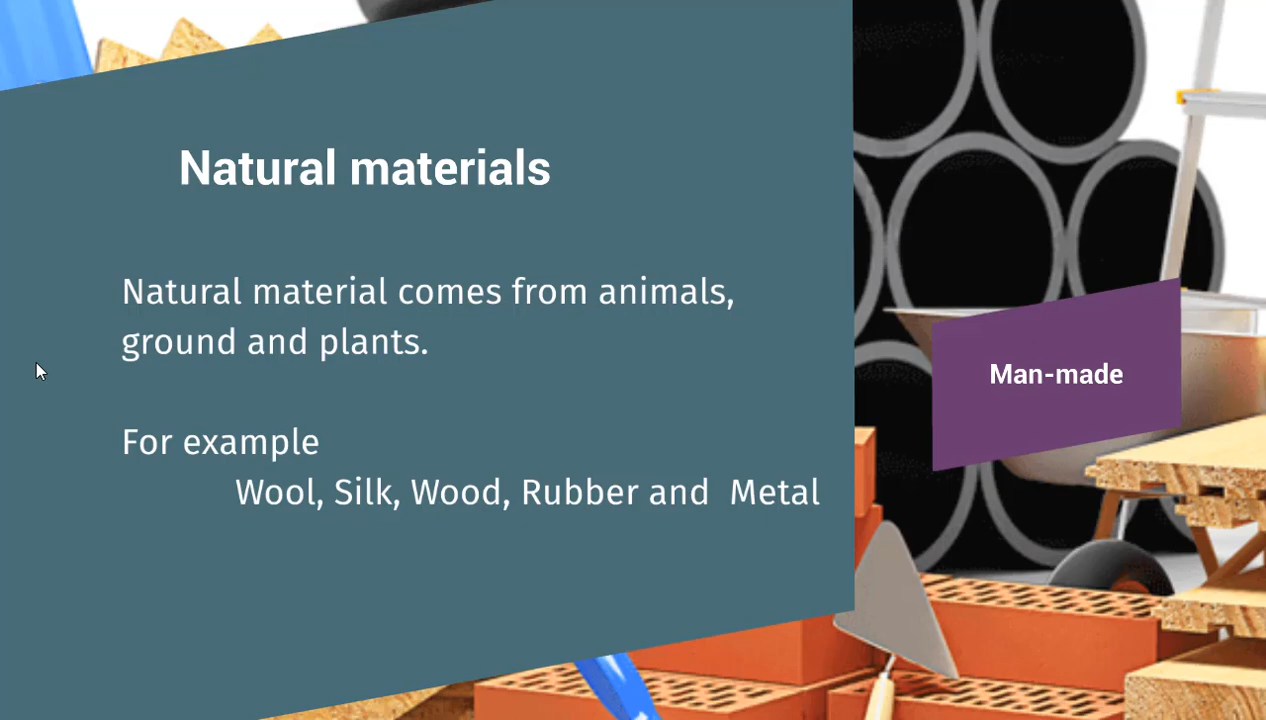 Natural materials
Natural material comes from animals,
ground and plants.
For example
Wool, Silk, Wood, Rubber and  Metal
Man-made